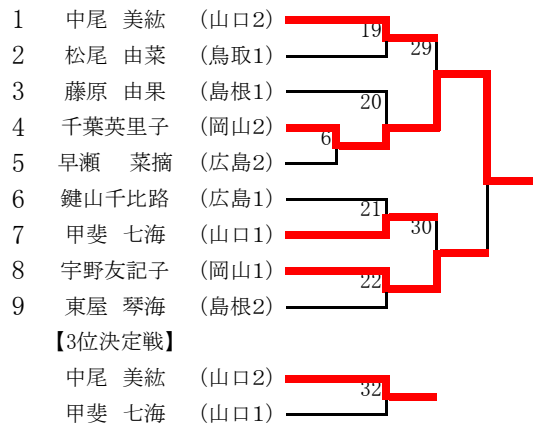 1 中尾 美紘 (山口2)
19
29
2 松尾 由菜 (鳥取1)
3 藤原 由果 (島根1)
20
4 千葉英里子 (岡山2)
6
5 早瀬 菜摘 (広島2)
6 鍵山千比路 (広島1)
21
30
7 甲斐 七海 (山口1)
8 宇野友記子 (岡山1)
22
9 東屋 琴海 (島根2)
【3位決定戦】
中尾 美紘 (山口2)
32
甲斐 七海 (山口1)